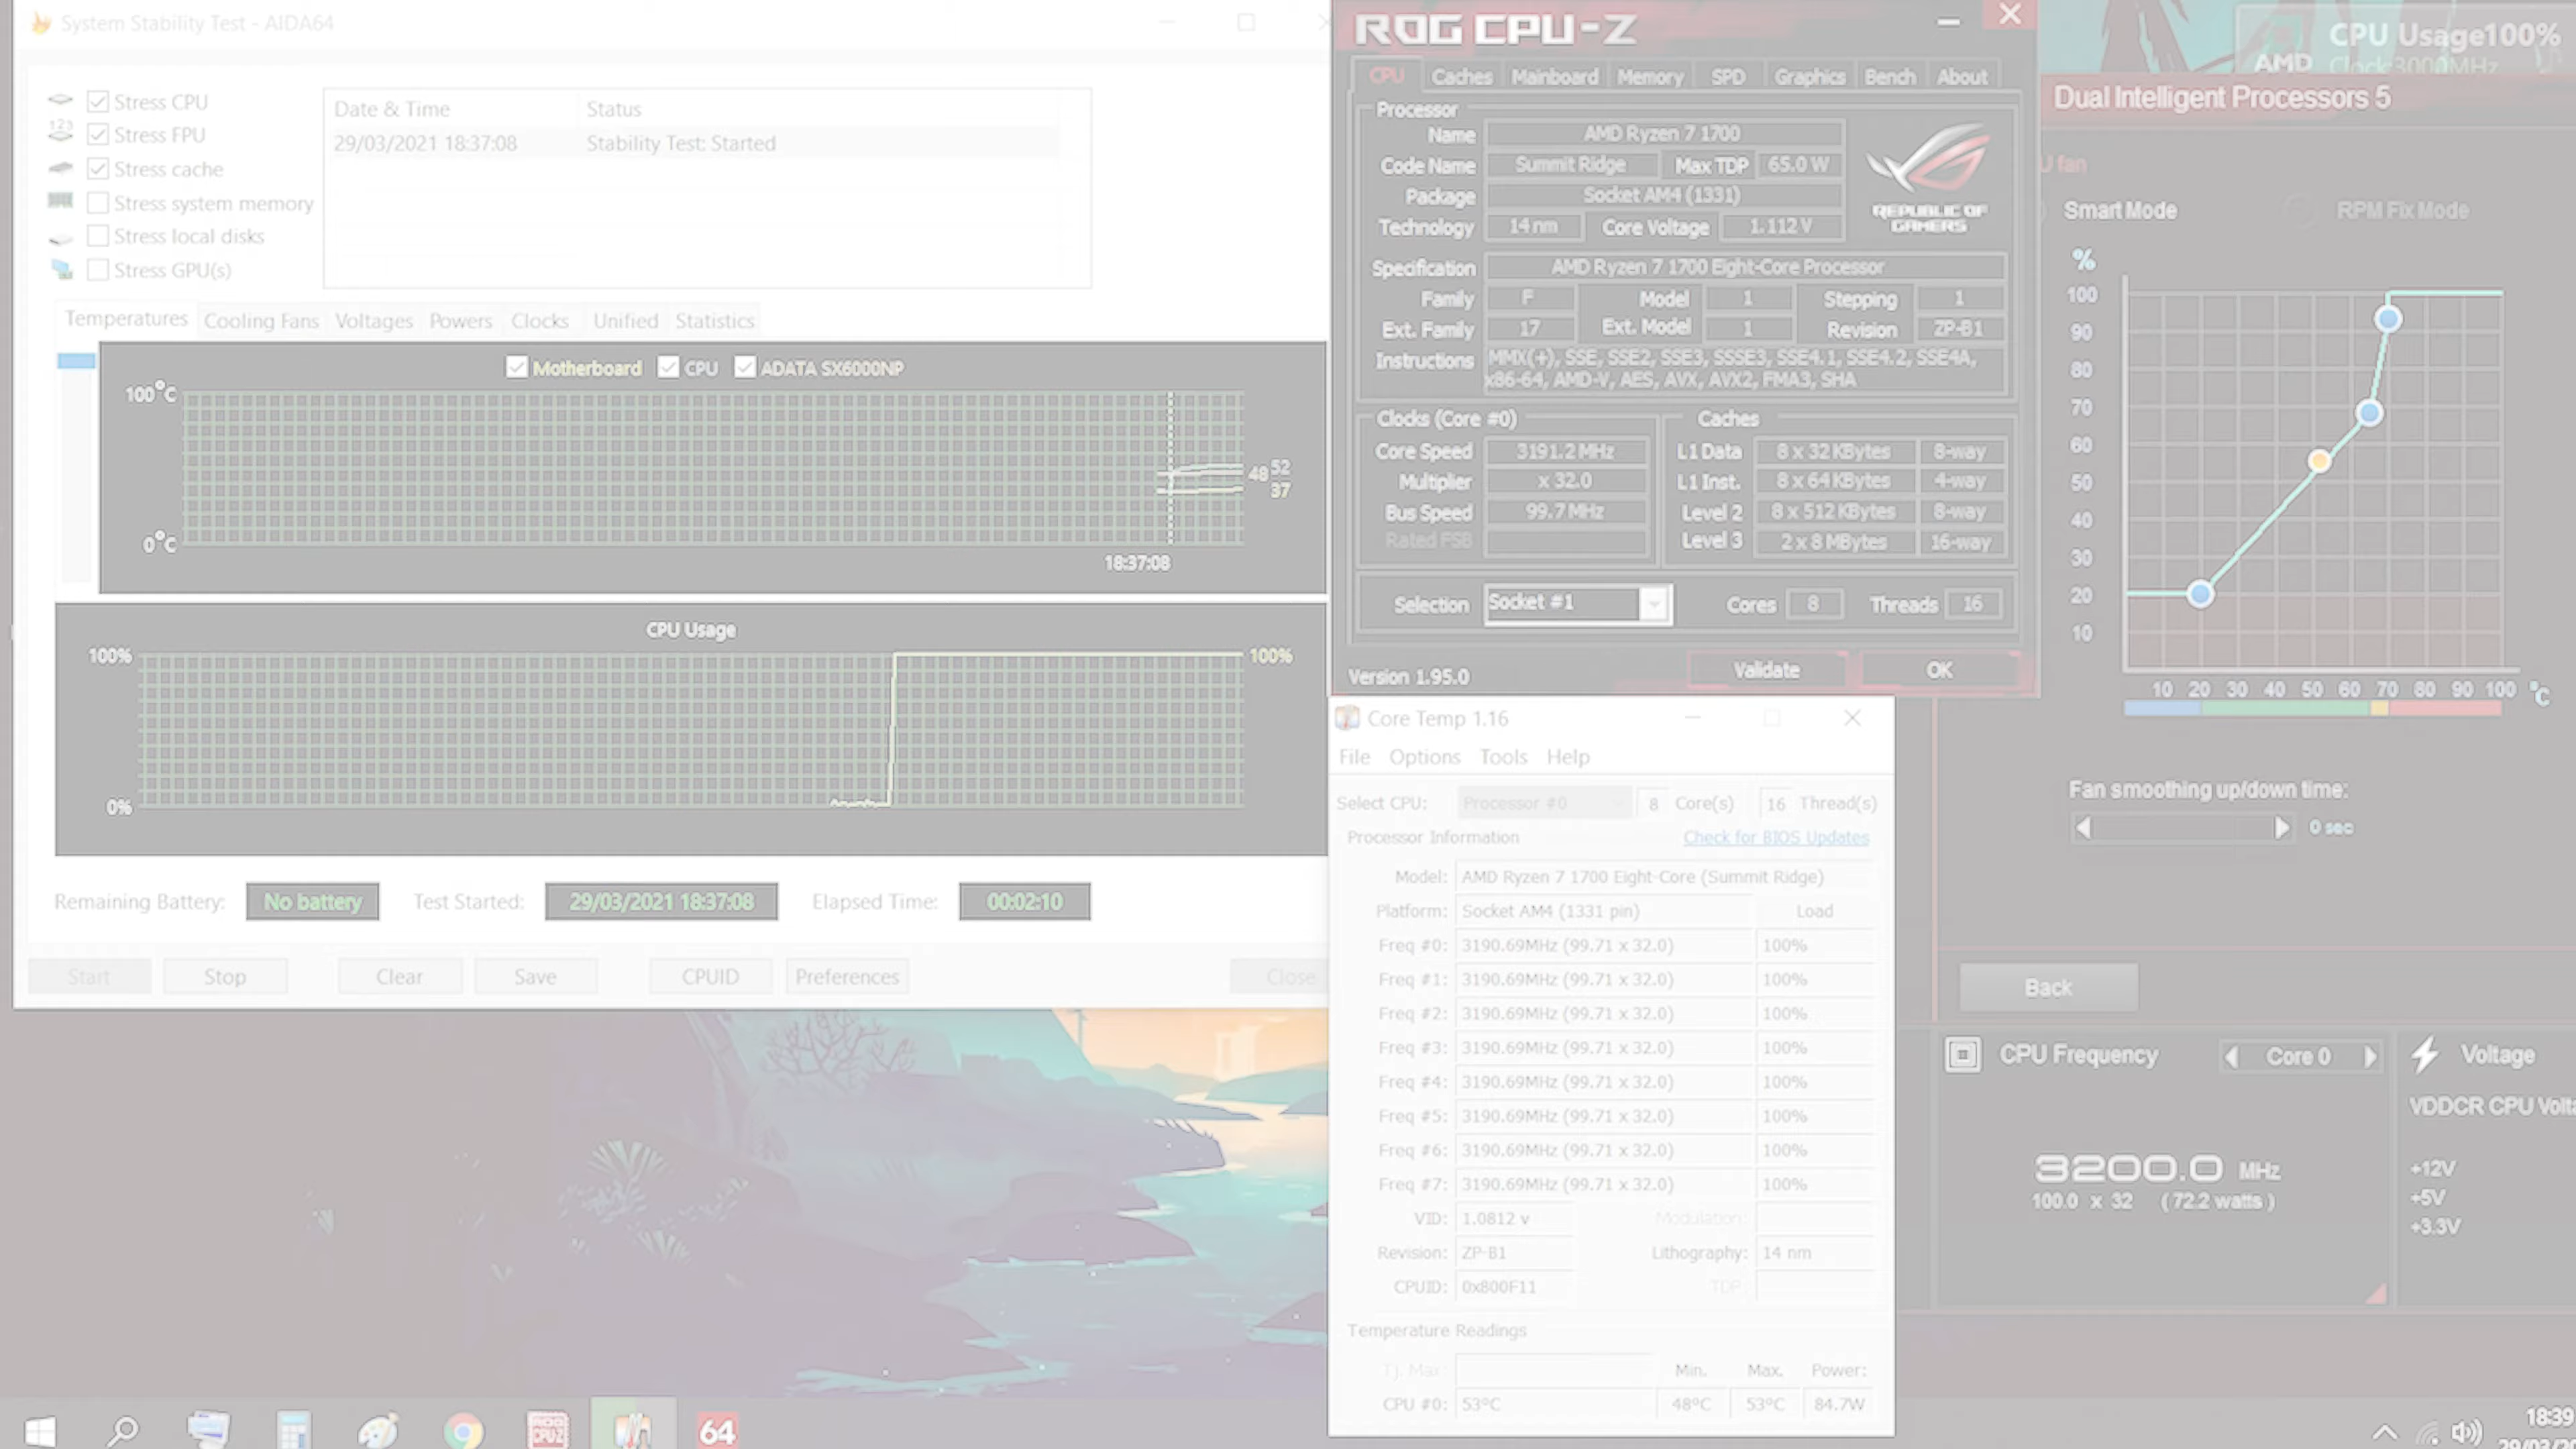 System Stability Test - AIDA64
Stress CPU
Stress FPU
Stress cache
Stress system memory
Stress local disks
Stress GPU(s)
Date & Time Status
29/03/2021 18:37:08 Stability Test: Started
Temperatures Cooling Fans Voltages Powers Clocks Unified Statistics
Motherboard CPU ADATA SX6000NP
100°C
48 52
37
0°C
18:37:08
CPU Usage
100% 100%
0%
Remaining Battery: No battery Test Started: 29/03/2021 18:37:08 Elapsed Time: 00:02:10
Start Stop Clear Save CPUID Preferences Close
64
ROG CPU-Z
CPU Caches Mainboard Memory SPD Graphics Bench About
Processor
Name AMD Ryzen 7 1700
Code Name Summit Ridge Max TDP 65.0 W
Package Socket AM4 (1331)
Technology 14 nm Core Voltage 1.112 V
REPUBLIC OF
GAMERS
Specification AMD Ryzen 7 1700 Eight-Core Processor
Family F Model 1 Stepping 1
Ext. Family 17 Ext. Model 1 Revision ZP-B1
Instructions MMX(+), SSE, SSE2, SSE3, SSSE3, SSE4.1, SSE4.2, SSE4A,
x86-64, AMD-V, AES, AVX, AVX2, FMA3, SHA
Clocks (Core #0) Caches
Core Speed 3191.2 MHz L1 Data 8 x 32 KBytes 8-way
Multiplier x 32.0 L1 Inst. 8 x 64 KBytes 4-way
Bus Speed 99.7 MHz Level 2 8 x 512 KBytes 8-way
Rated FSB Level 3 2 x 8 MBytes 16-way
Selection Socket #1 Cores 8 Threads 16
Version 1.95.0 Validate OK
Core Temp 1.16
File Options Tools Help
Select CPU: Processor #0 8 Core(s) 16 Thread(s)
Processor Information Check for BIOS Updates
Model: AMD Ryzen 7 1700 Eight-Core (Summit Ridge)
Platform: Socket AM4 (1331 pin) Load
Freq #0: 3190.69MHz (99.71 x 32.0) 100%
Freq #1: 3190.69MHz (99.71 x 32.0) 100%
Freq #2: 3190.69MHz (99.71 x 32.0) 100%
Freq #3: 3190.69MHz (99.71 x 32.0) 100%
Freq #4: 3190.69MHz (99.71 x 32.0) 100%
Freq #5: 3190.69MHz (99.71 x 32.0) 100%
Freq #6: 3190.69MHz (99.71 x 32.0) 100%
Freq #7: 3190.69MHz (99.71 x 32.0) 100%
VID: 1.0812 v Modulation:
Revision: ZP-B1 Lithography: 14 nm
CPUID: 0x800F11 TDP:
Temperature Readings
Tj. Max: Min. Max. Power:
CPU #0: 53°C 48°C 53°C 84.7W
CPU Usage100%
AMD Clock:3000MHz
Dual Intelligent Processors 5
U fan
Smart Mode RPM Fix Mode
%
100
90
80
70
60
50
40
30
20
10
10 20 30 40 50 60 70 80 90 100 °C
Fan smoothing up/down time:
0 sec
Back
CPU Frequency Core 0 Voltage
VDDCR CPU Volta
3200.0 MHz
100.0 x 32 (72.2 watts)
+12V
+5V
+3.3V
18:39